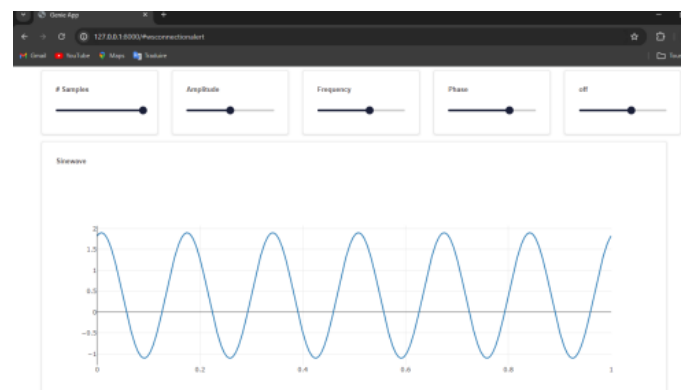 Genie App
127.0.0.1:8000/#wsconnectionalert
Gmail YouTube Maps
# Samples Amplitude Frequency Phase off
Sinewave
2
1.5
1
0.5
0
−0.5
−1
0 0.2 0.4 0.6 0.8 1